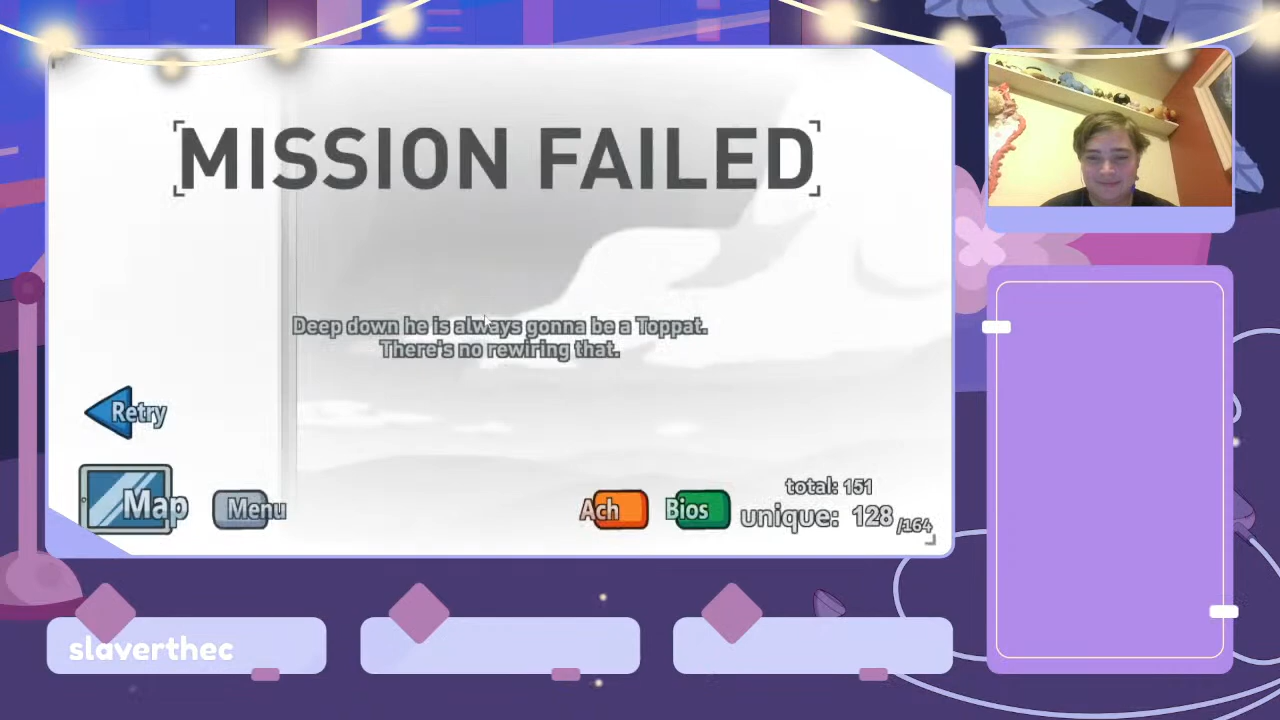 MISSION FAILED
Deep down he is always gonna be a Toppat.
There's no rewiring that.
Retry
Map
Menu
Ach
Bios
total: 151
unique: 128 /164
slaverthec